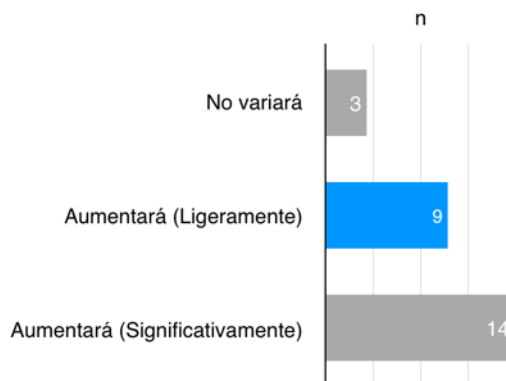 n
No variará
3
Aumentará (Ligeramente)
9
Aumentará (Significativamente)
14